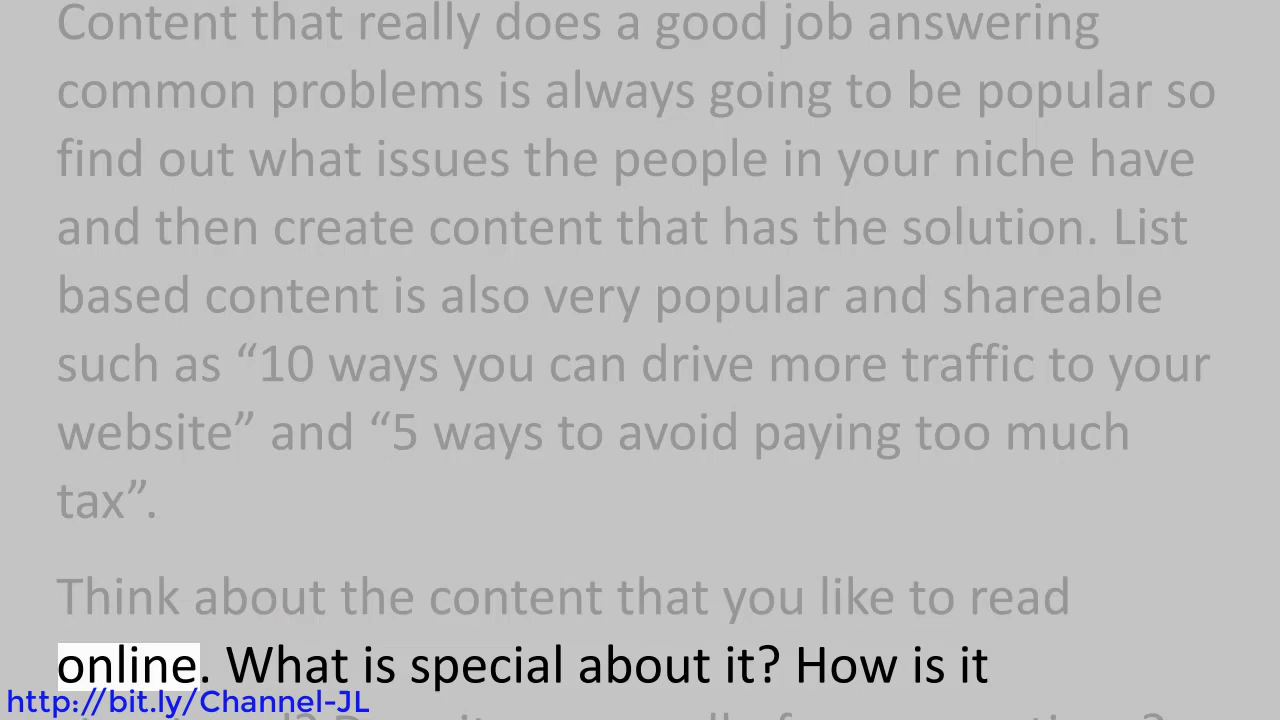 Content that really does a good job answering
common problems is always going to be popular so
find out what issues the people in your niche have
and then create content that has the solution. List
based content is also very popular and shareable
such as “10 ways you can drive more traffic to your
website” and “5 ways to avoid paying too much
tax”.
Think about the content that you like to read
online. What is special about it? How is it
http://bit.ly/Channel-JL